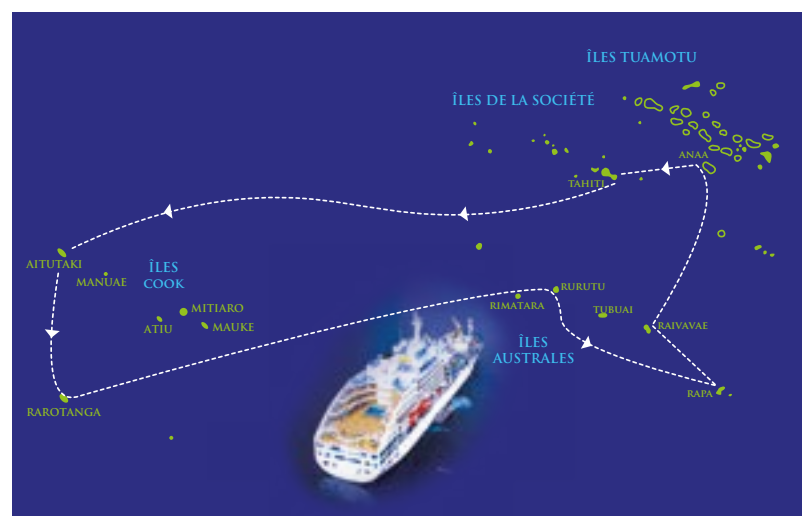 ÎLES TUAMOTU
ÎLES DE LA SOCIÉTÉ
ANAA
TAHITI
AITUTAKI
MANUAE
ÎLES
COOK
MITIARO
ATIU
MAUKE
RAROTANGA
RIMATARA
RURUTU
TUBUAI
RAIVAVAE
ÎLES
AUSTRALES
RAPA